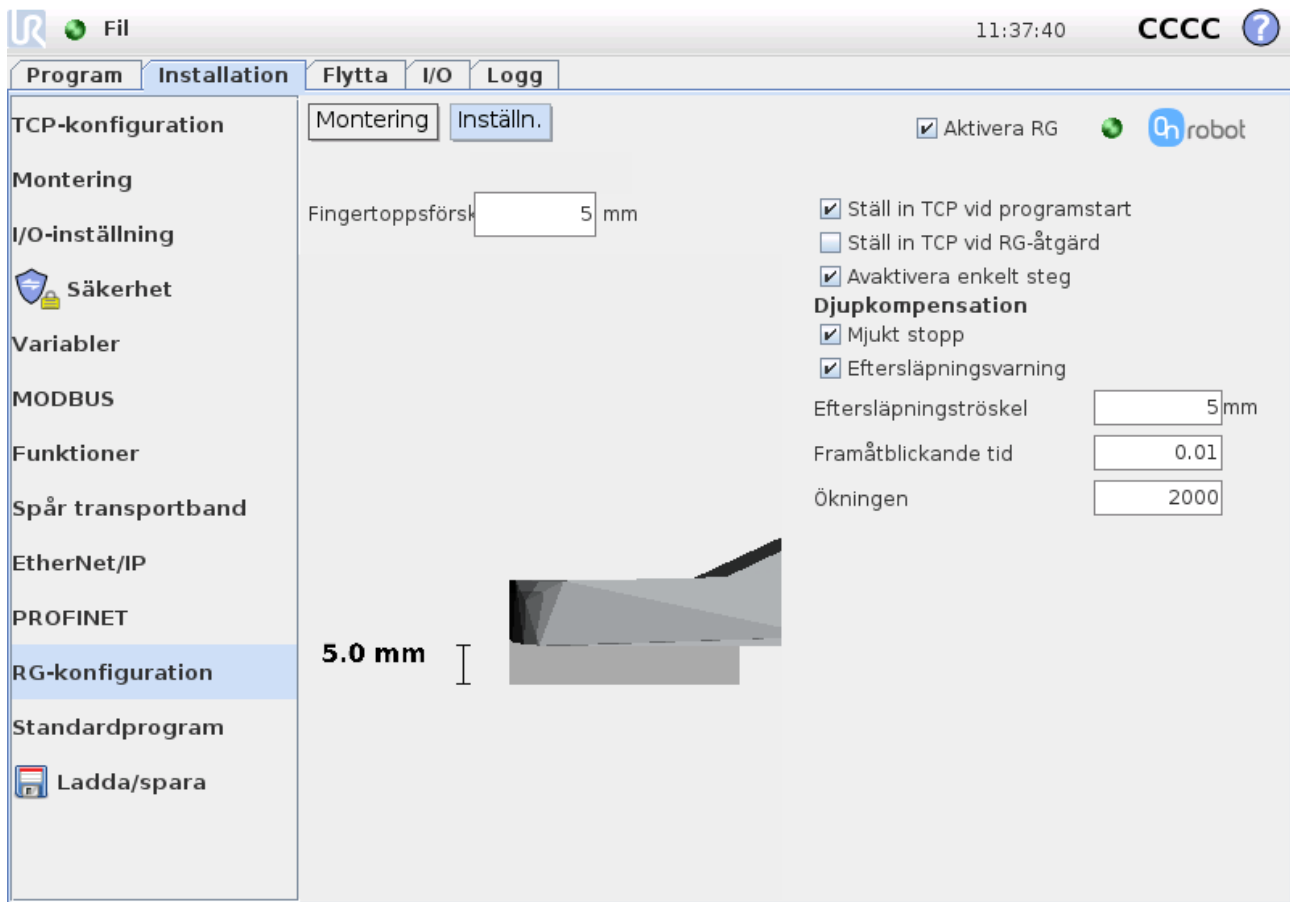 UR Fil 11:37:40 CCCC ?
Program Installation Flytta I/O Logg
TCP-konfiguration
Montering
I/O-inställning
Säkerhet
Variabler
MODBUS
Funktioner
Spår transportband
EtherNet/IP
PROFINET
RG-konfiguration
Standardprogram
Ladda/spara
Montering Inställn.
Aktivera RG On robot
Fingertoppsförsk 5 mm
Ställ in TCP vid programstart
Ställ in TCP vid RG-åtgärd
Avaktivera enkelt steg
Djupkompensation
Mjukt stopp
Eftersläpningsvarning
Eftersläpningströskel 5 mm
Framåtblickande tid 0.01
Ökningen 2000
5.0 mm